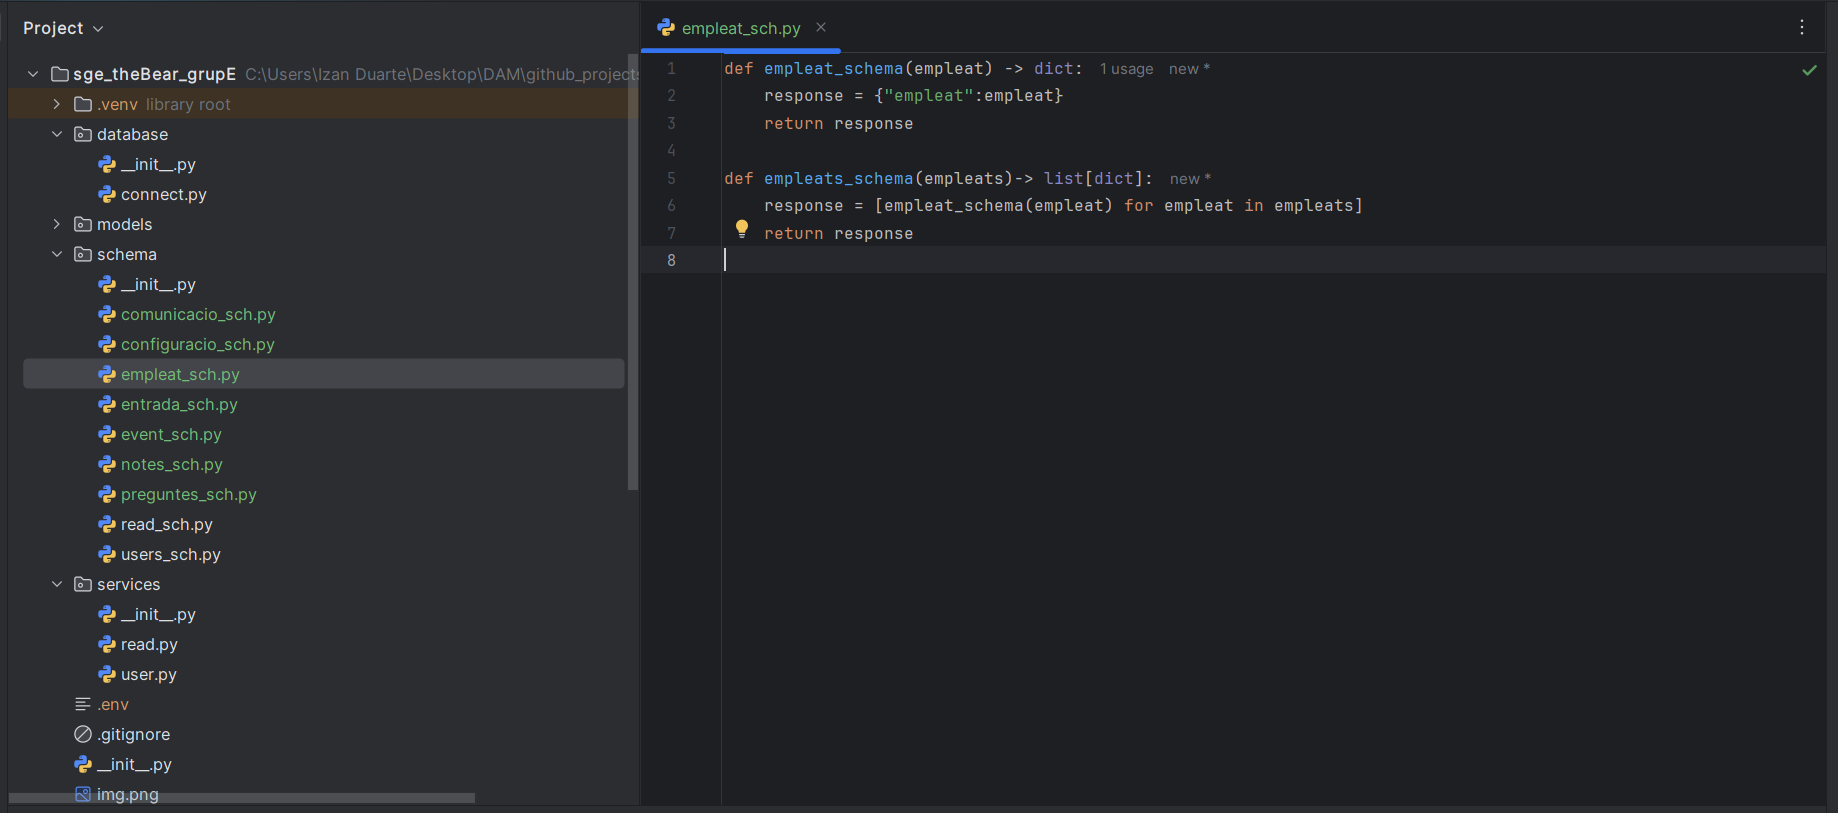 Project
sge_theBear_grupE C:\Users\Izan Duarte\Desktop\DAM\github_projects
.venv library root
database
__init__.py
connect.py
models
schema
__init__.py
comunicacio_sch.py
configuracio_sch.py
empleat_sch.py
entrada_sch.py
event_sch.py
notes_sch.py
preguntes_sch.py
read_sch.py
users_sch.py
services
__init__.py
read.py
user.py
.env
.gitignore
__init__.py
img.png
empleat_sch.py
1 def empleat_schema(empleat) -> dict: 1 usage new *
2 response = {"empleat":empleat}
3 return response
4
5 def empleats_schema(empleats)-> list[dict]: new *
6 response = [empleat_schema(empleat) for empleat in empleats]
7 return response
8